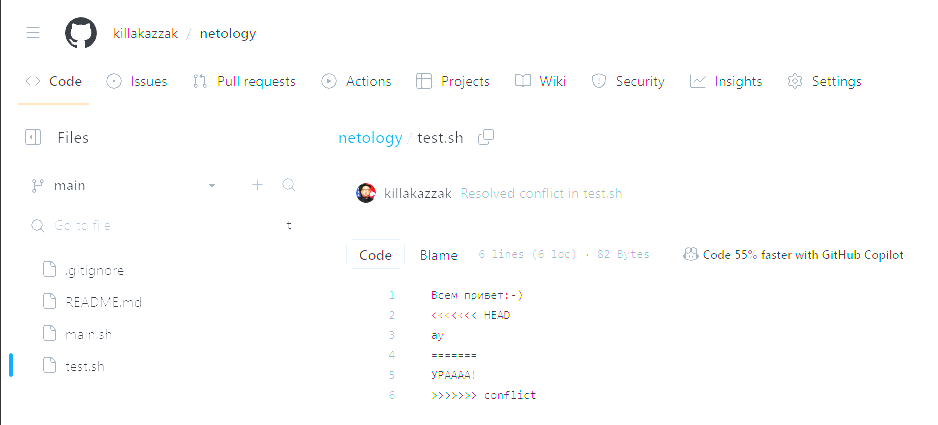 killakazzak / netology
Code Issues Pull requests Actions Projects Wiki Security Insights Settings
Files
main
Go to file t
.gitignore
README.md
main.sh
test.sh
netology / test.sh
killakazzak Resolved conflict in test.sh
Code Blame 6 lines (6 loc) · 82 Bytes Code 55% faster with GitHub Copilot
1 Всем привет:-)
2 <<<<<<< HEAD
3 ау
4 =======
5 УРАААА!
6 >>>>>>> conflict